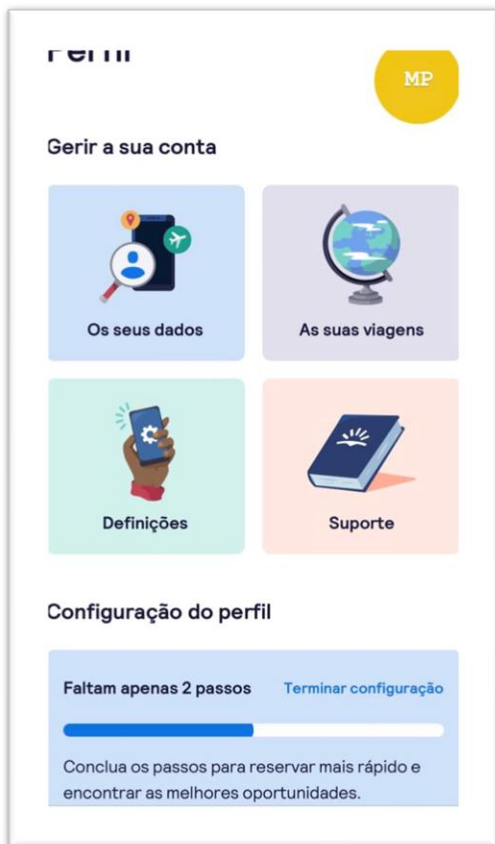 Perfil
MP
Gerir a sua conta
Os seus dados
As suas viagens
Definições
Suporte
Configuração do perfil
Faltam apenas 2 passos
Terminar configuração
Conclua os passos para reservar mais rápido e
encontrar as melhores oportunidades.